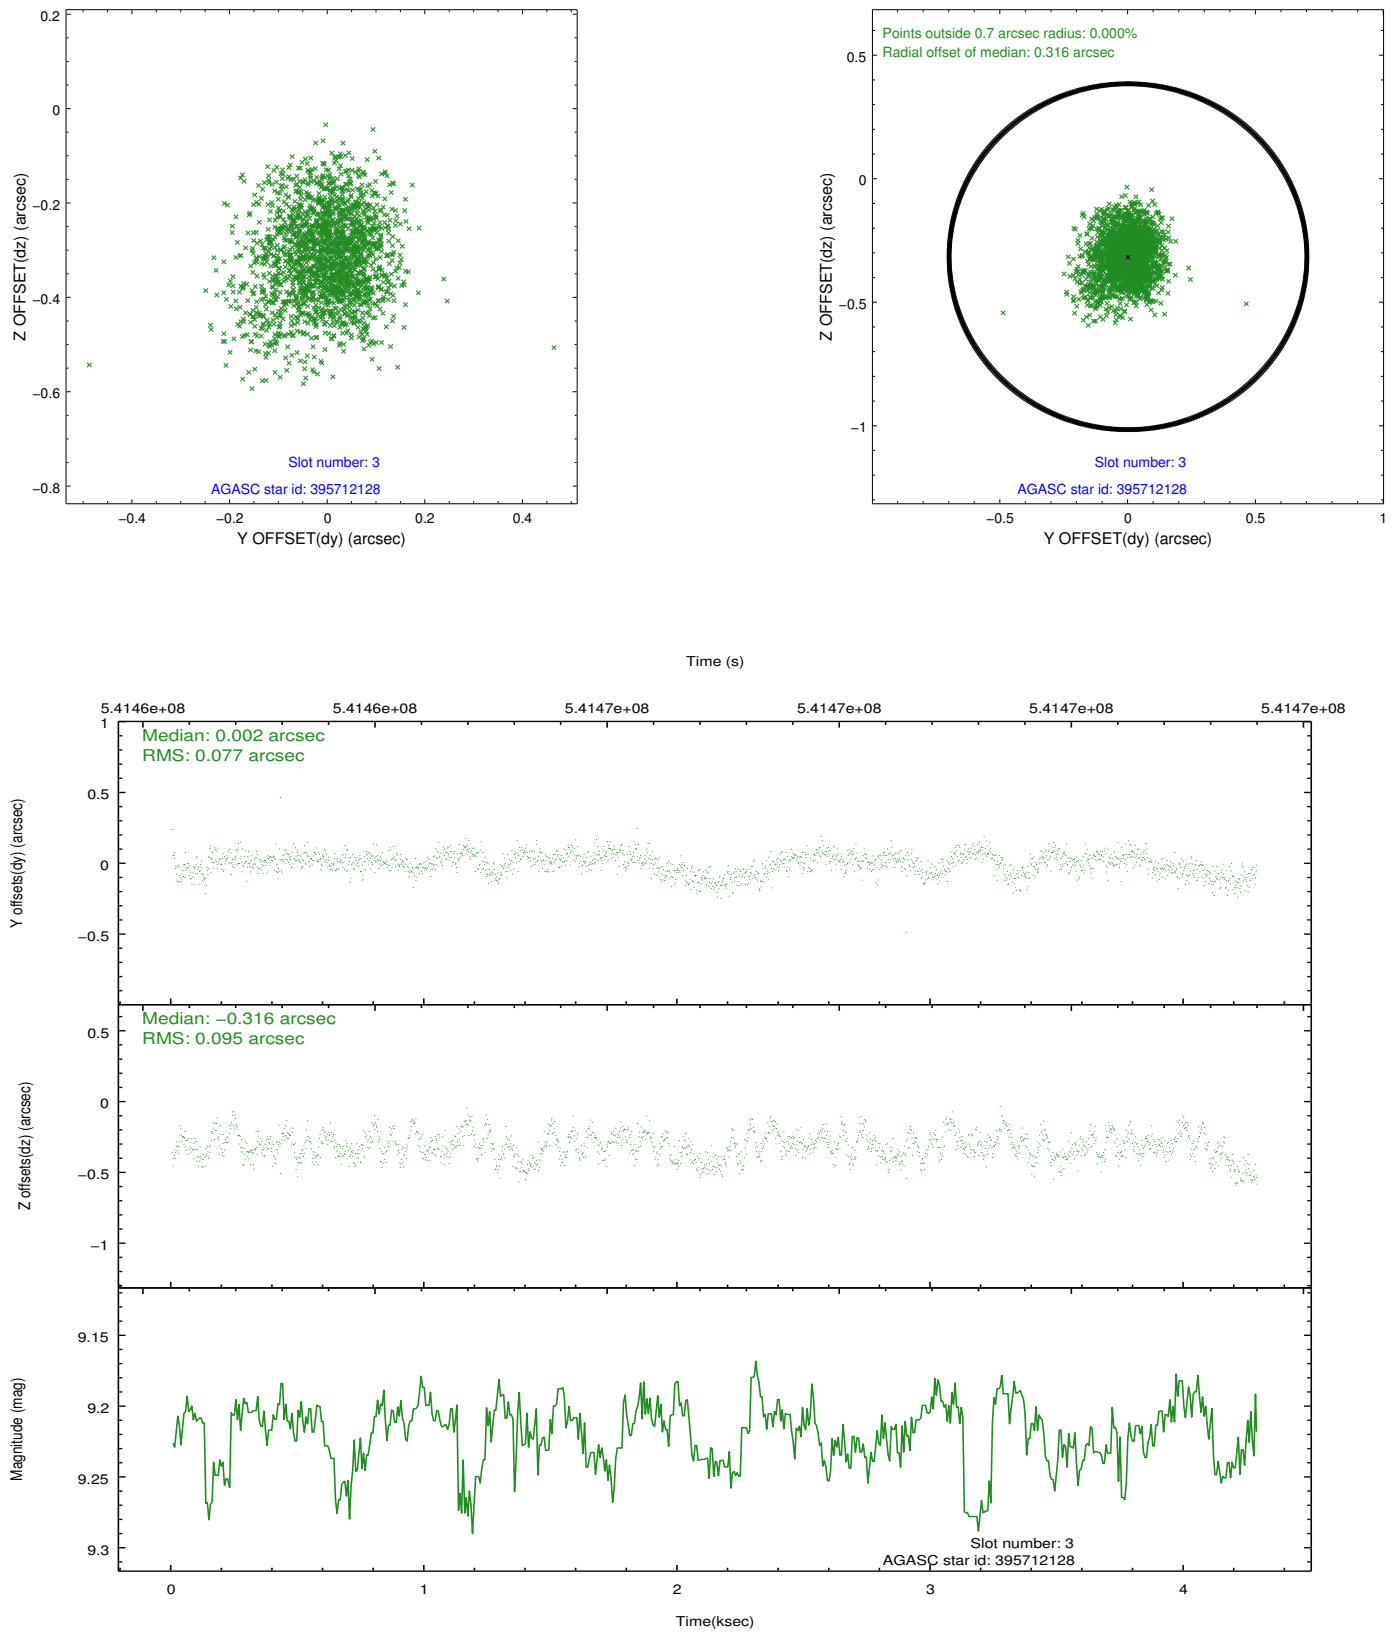 0.2
0
−0.2
−0.4
−0.6
−0.8
Z OFFSET(dz) (arcsec)
Slot number: 3
AGASC star id: 395712128
−0.4 −0.2 0 0.2 0.4
Y OFFSET(dy) (arcsec)
Points outside 0.7 arcsec radius: 0.000%
Radial offset of median: 0.316 arcsec
0.5
0
−0.5
−1
Z OFFSET(dz) (arcsec)
Slot number: 3
AGASC star id: 395712128
−0.5 0 0.5 1
Y OFFSET(dy) (arcsec)
Time (s)
5.4146e+08 5.4146e+08 5.4147e+08 5.4147e+08 5.4147e+08 5.4147e+08
Median: 0.002 arcsec
RMS: 0.077 arcsec
1
0.5
0
−0.5
Y offsets(dy) (arcsec)
Median: −0.316 arcsec
RMS: 0.095 arcsec
0.5
0
−0.5
−1
Z offsets(dz) (arcsec)
9.15
9.2
9.25
9.3
Magnitude (mag)
Slot number: 3
AGASC star id: 395712128
0 1 2 3 4
Time(ksec)